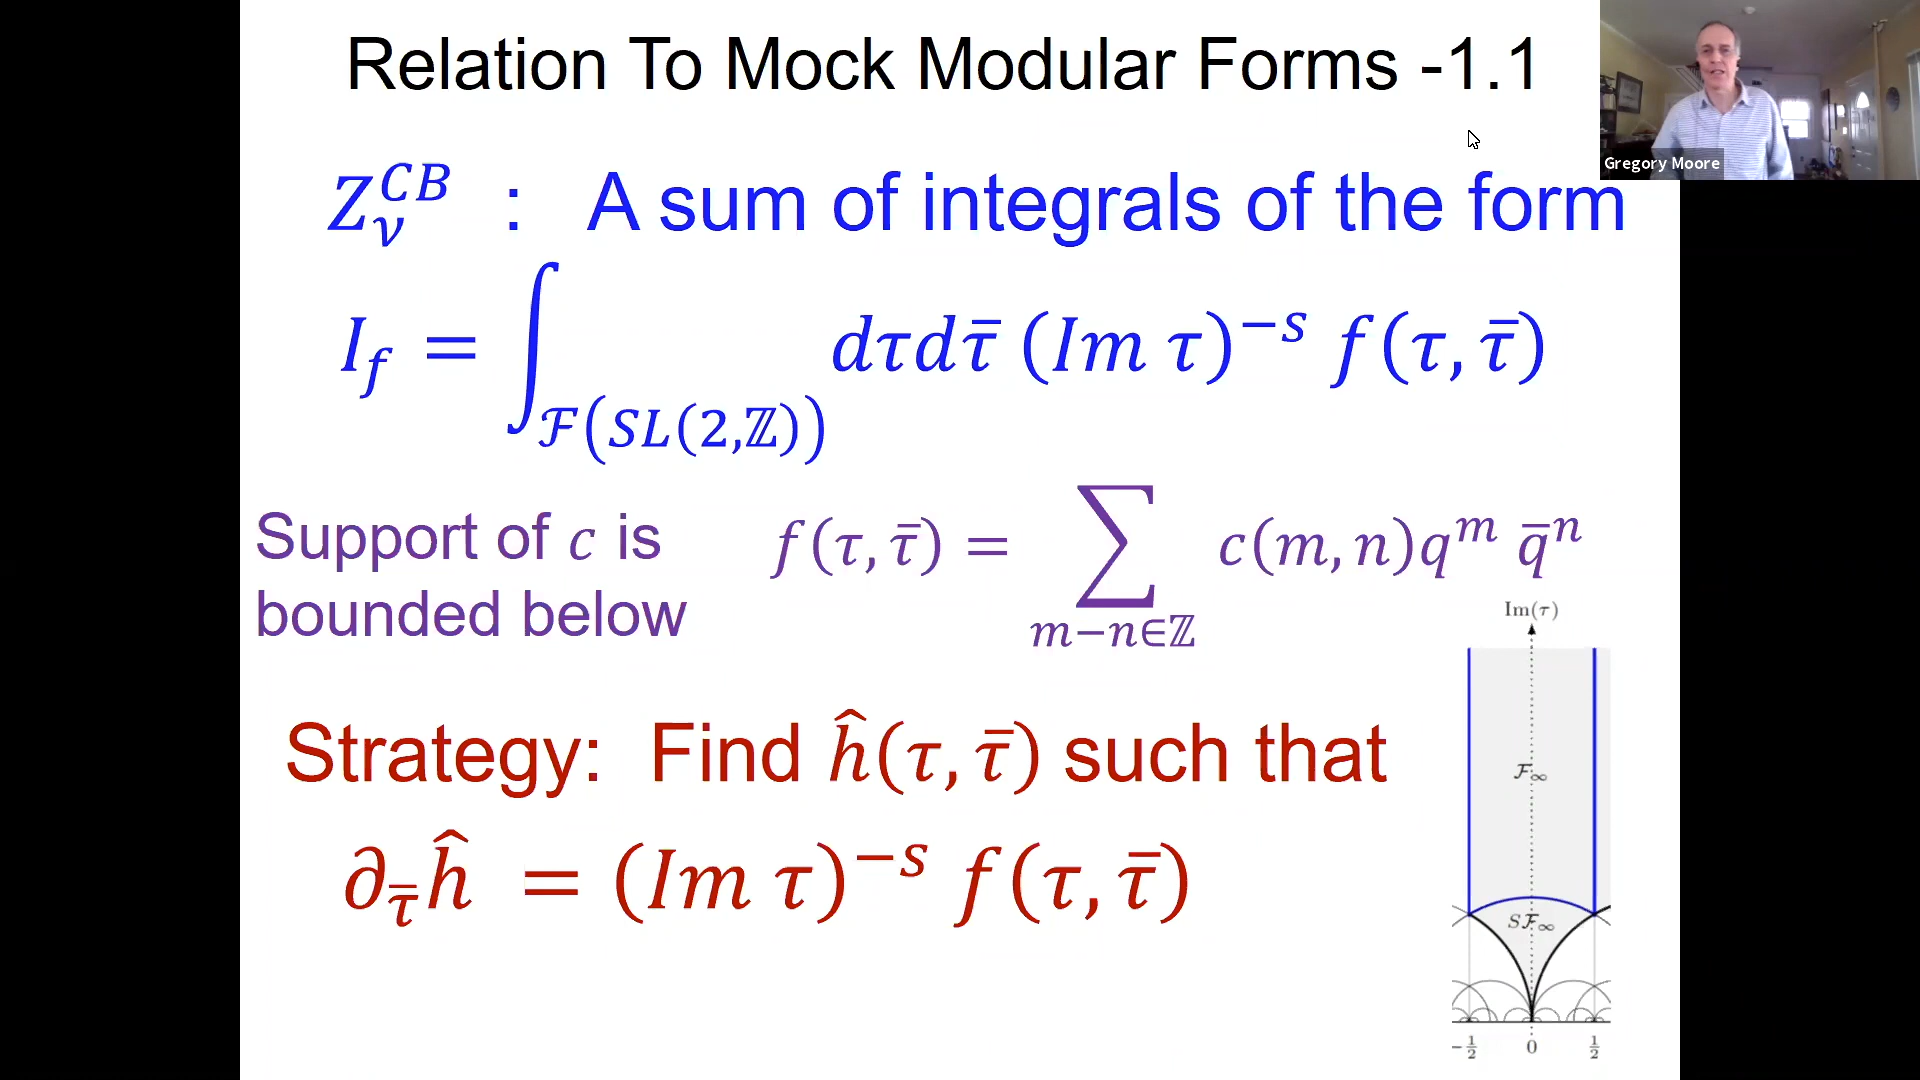 Relation To Mock Modular Forms -1.1
Gregory Moore
Z_ν^{CB} : A sum of integrals of the form
I_f = ∫_{ℱ(SL(2,ℤ))} dτdτ̄ (Im τ)^{−s} f(τ, τ̄)
Support of c is
bounded below
f(τ, τ̄) = ∑_{m−n∈ℤ} c(m, n)q^m q̄^n
Strategy: Find ĥ(τ, τ̄) such that
∂_{τ̄} ĥ = (Im τ)^{−s} f(τ, τ̄)
Im(τ)
ℱ_∞
Sℱ_∞
−1/2 0 1/2